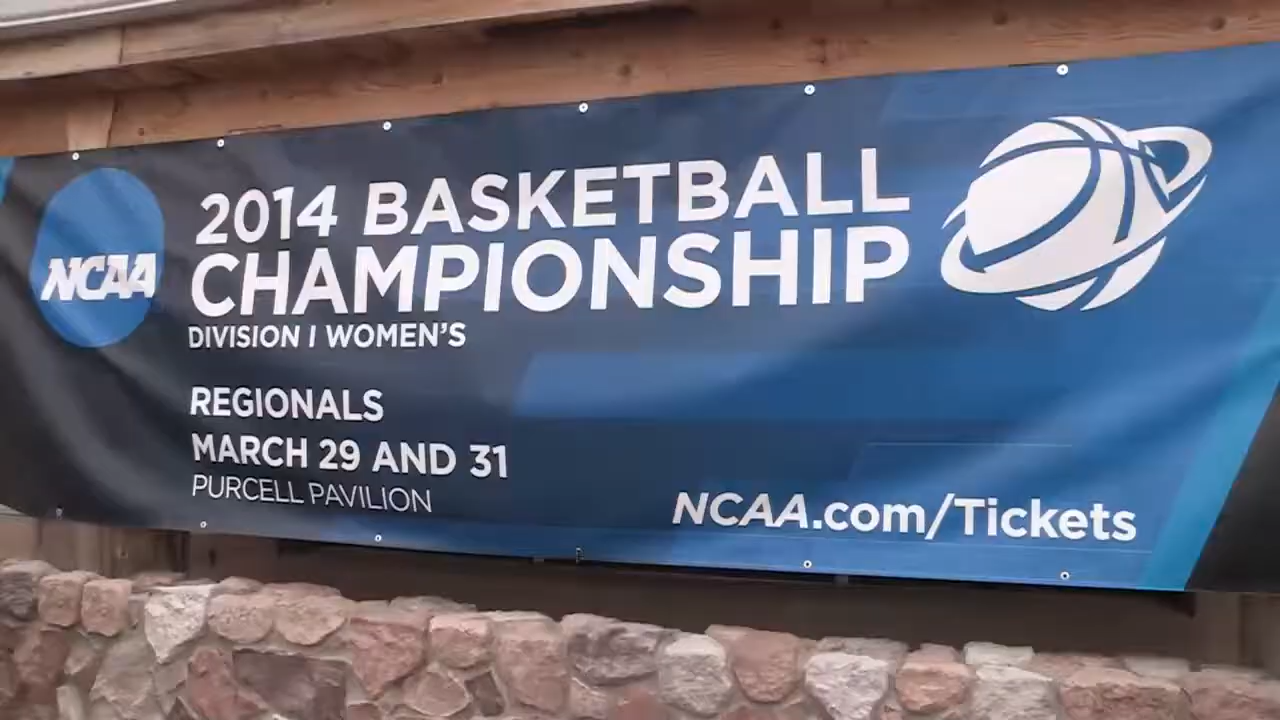 NCAA
2014 BASKETBALL
CHAMPIONSHIP
DIVISION I WOMEN'S
REGIONALS
MARCH 29 AND 31
PURCELL PAVILION
NCAA.com/Tickets